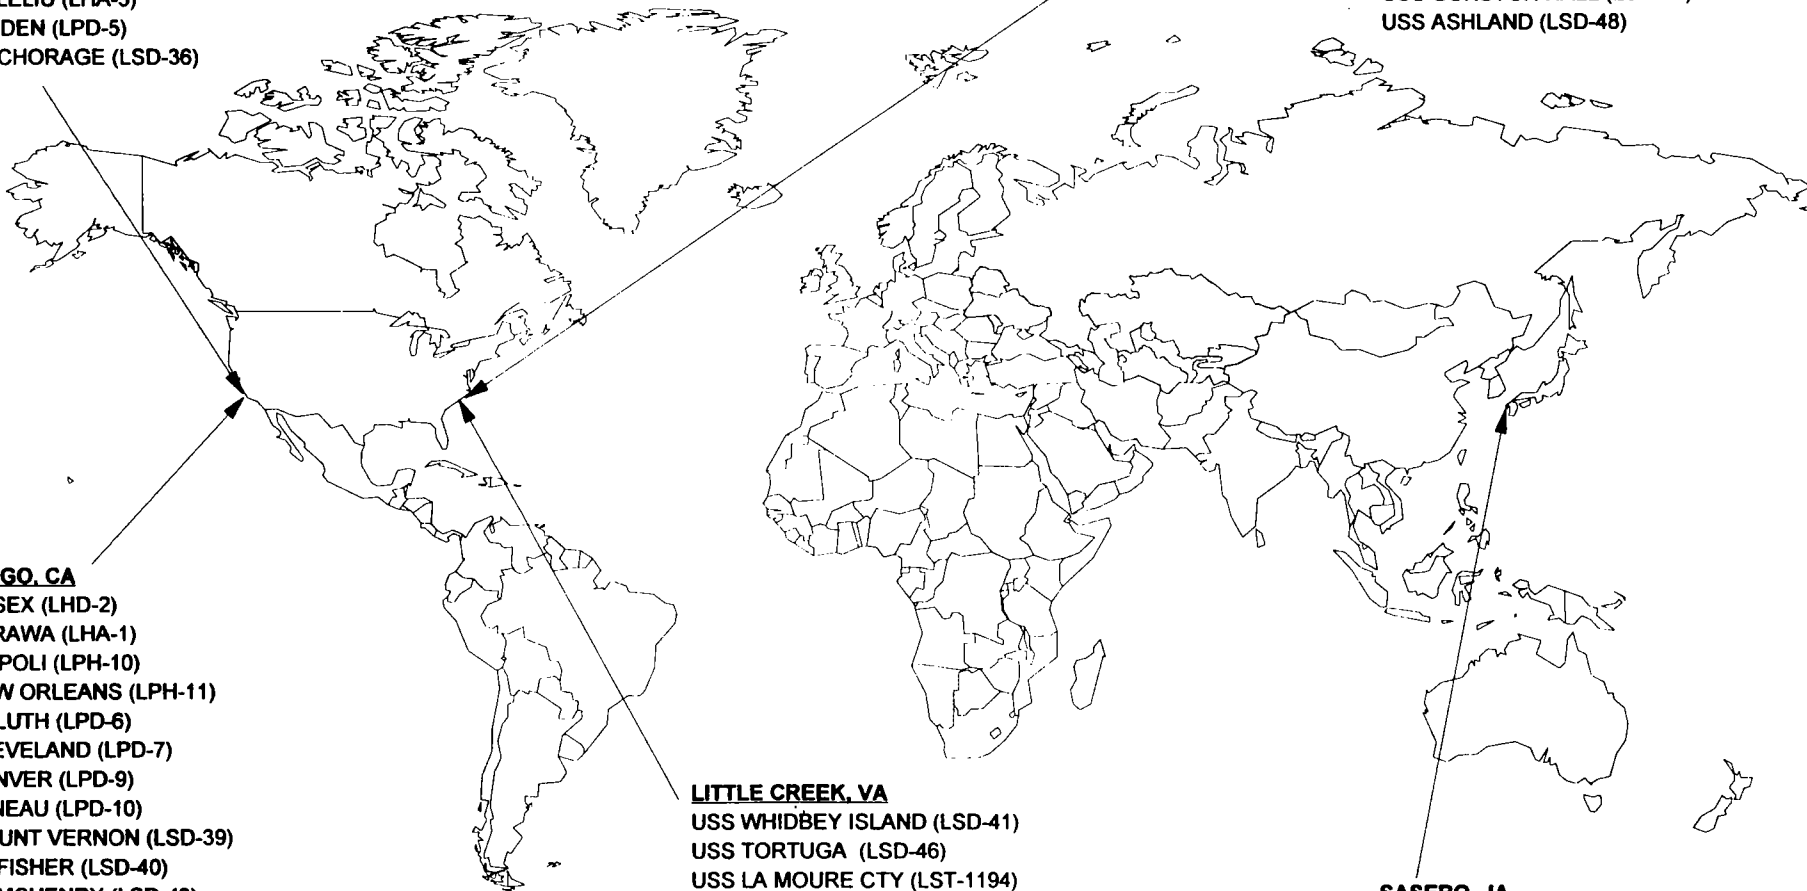 DEN (LPD-5)
CHORAGE (LSD-36)
USS ASHLAND (LSD-48)
GO, CA
SEX (LHD-2)
RAWA (LHA-1)
POLI (LPH-10)
W ORLEANS (LPH-11)
LUTH (LPD-6)
EVELAND (LPD-7)
NVER (LPD-9)
NEAU (LPD-10)
UNT VERNON (LSD-39)
FISHER (LSD-40)
LITTLE CREEK, VA
USS WHIDBEY ISLAND (LSD-41)
USS TORTUGA (LSD-46)
USS LA MOURE CTY (LST-1194)